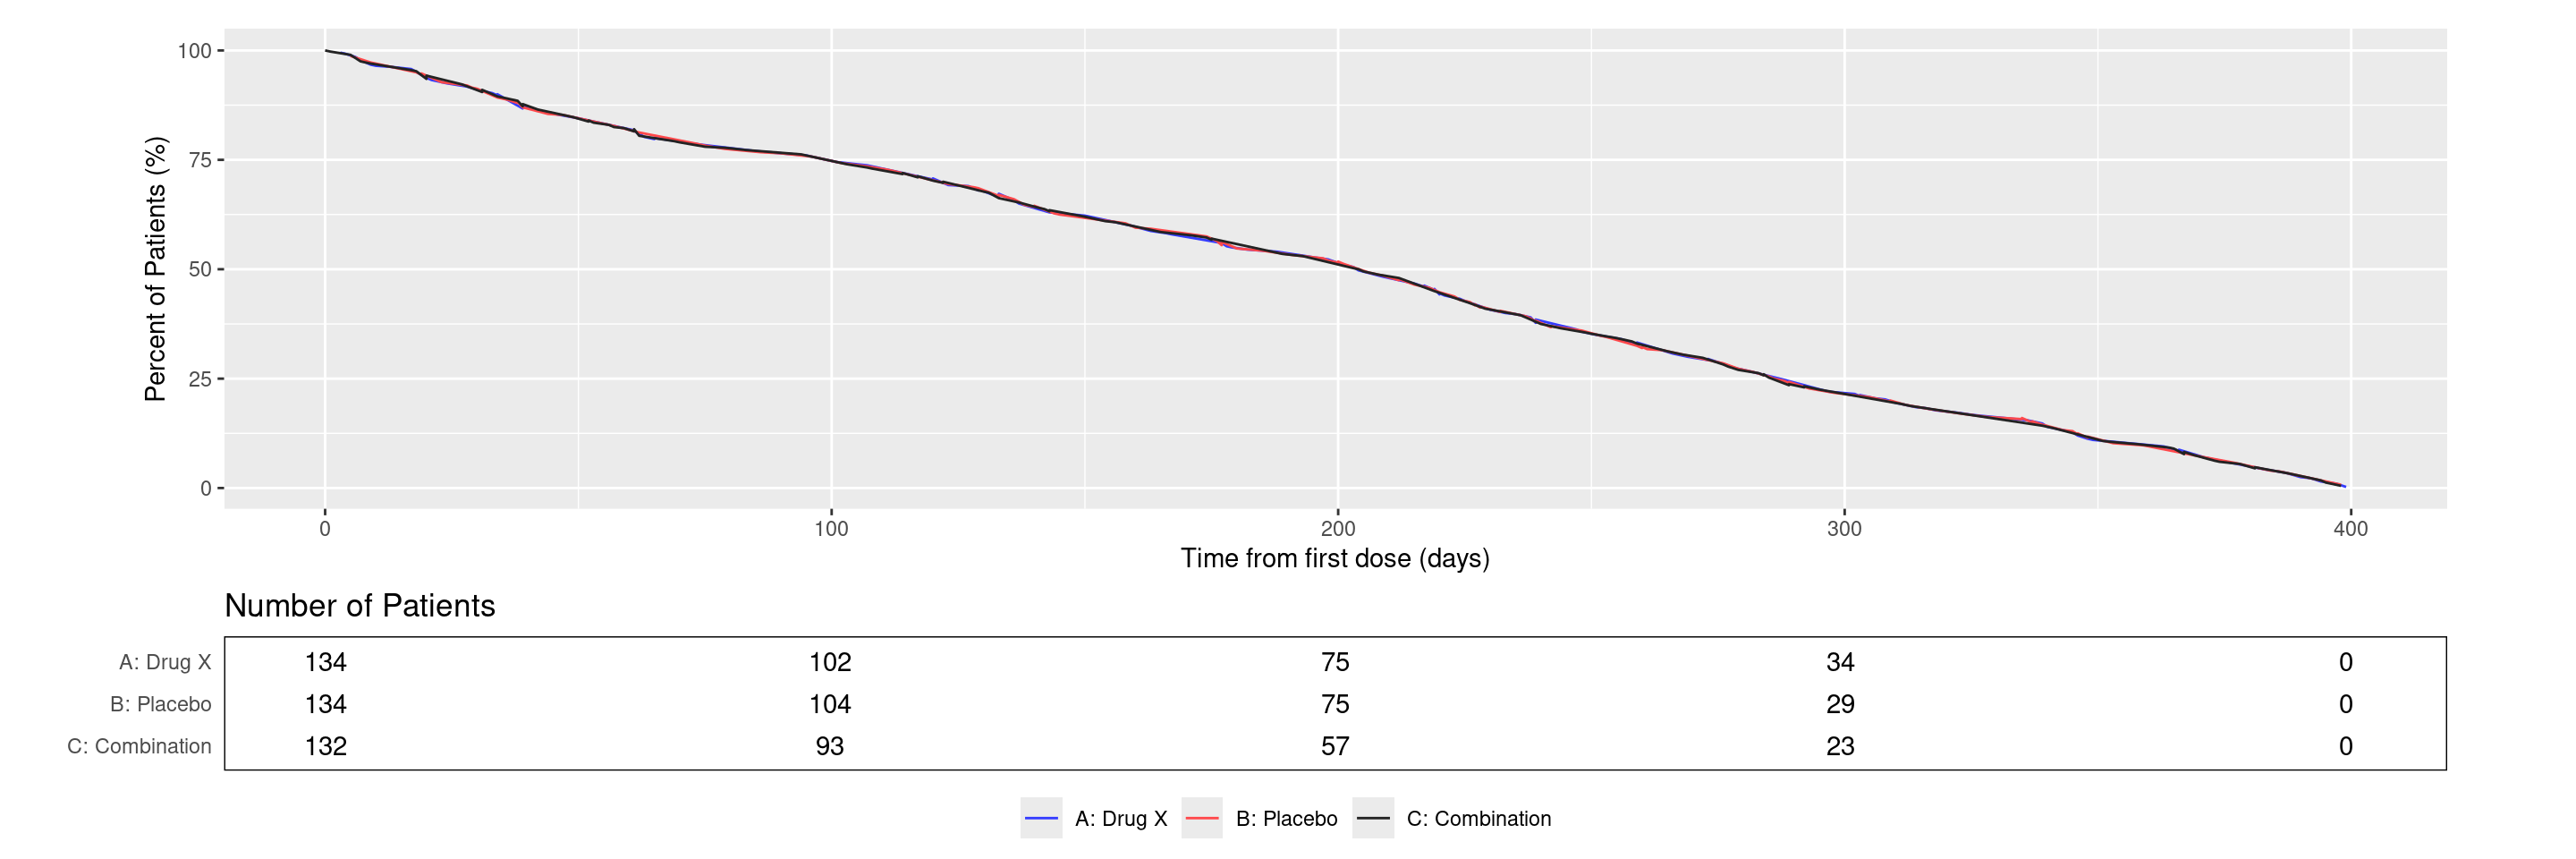 Percent of Patients (%)
100
75
50
25
0
0 100 200 300 400
Time from first dose (days)
Number of Patients
A: Drug X 134 102 75 34 0
B: Placebo 134 104 75 29 0
C: Combination 132 93 57 23 0
A: Drug X B: Placebo C: Combination